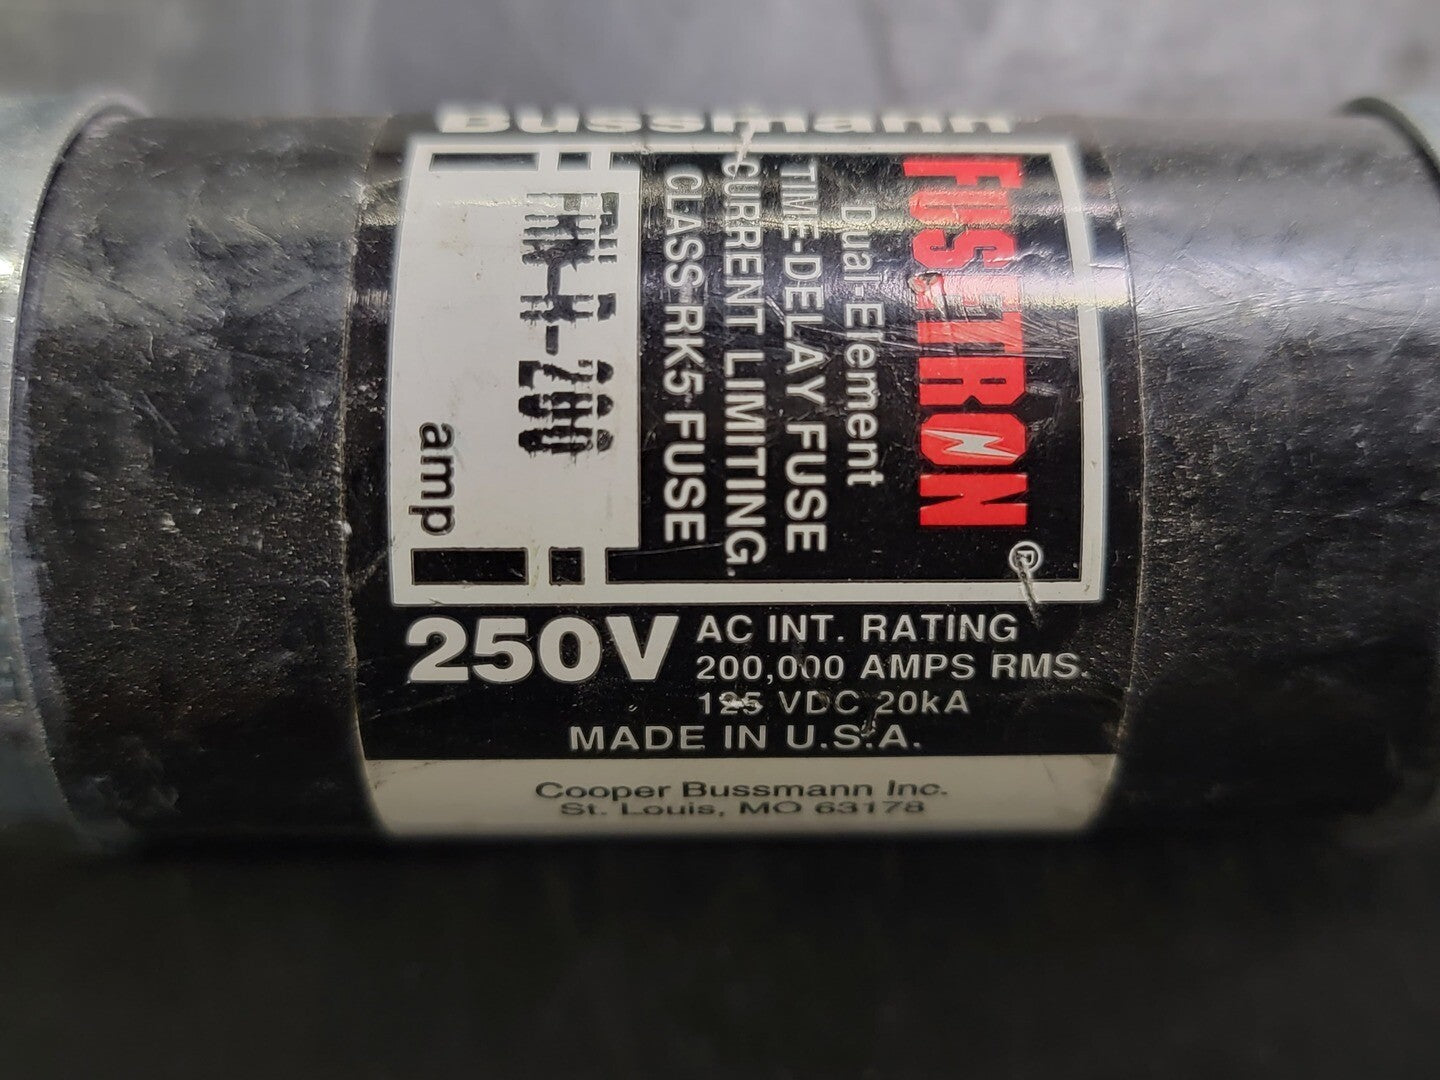 Bussmann
FUSETRON
®
Dual-Element
TIME-DELAY FUSE
CURRENT LIMITING.
CLASS RK5 FUSE
FRN-R-200
amp
250V
AC INT. RATING
200,000 AMPS RMS.
125 VDC 20kA
MADE IN U.S.A.
Cooper Bussmann Inc.
St. Louis, MO 63178